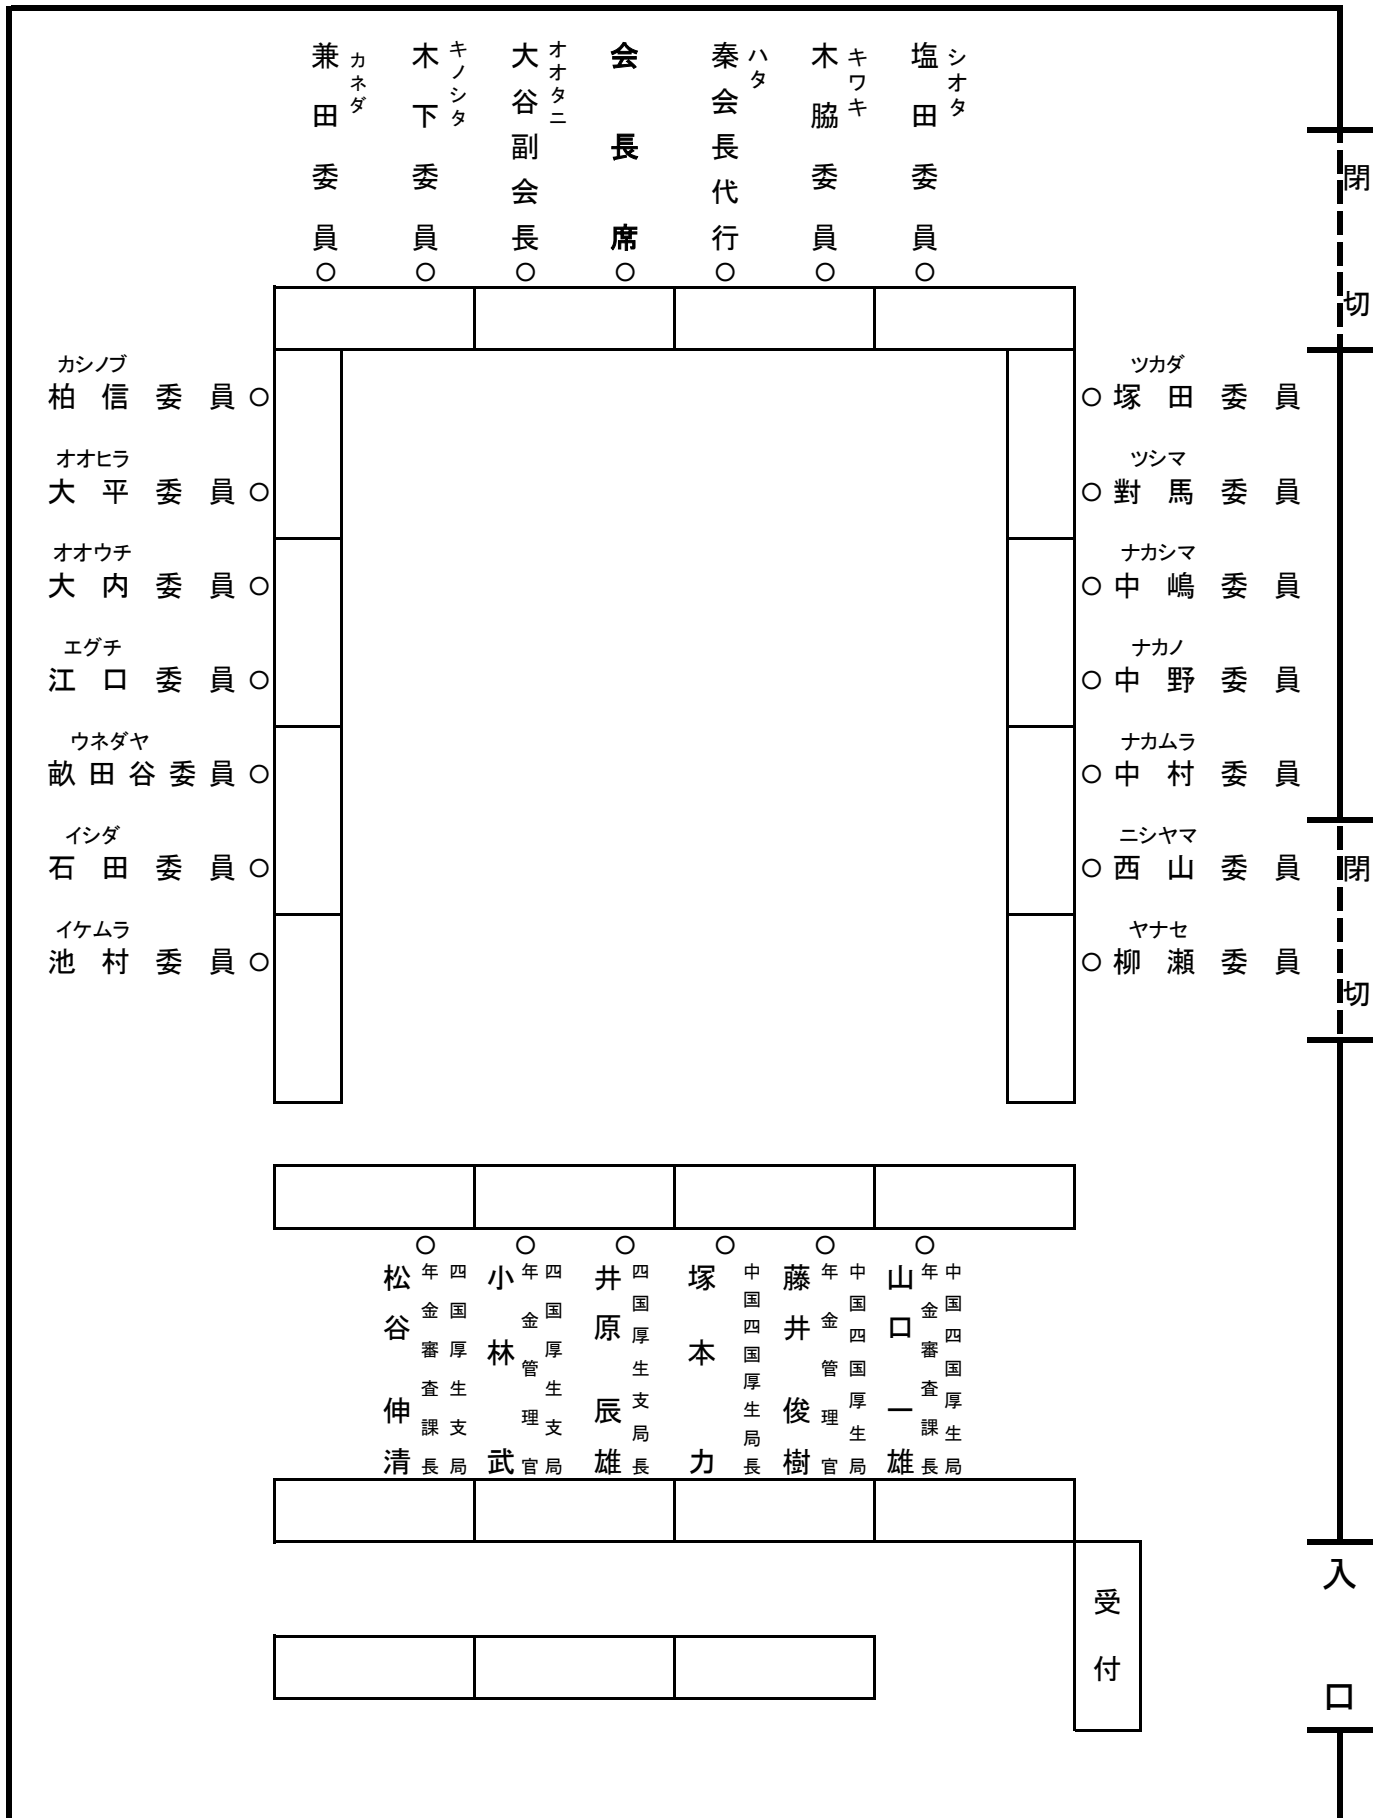 シオタ
塩田委員
キワキ
木脇委員
ハタ
秦会長代行
会長席
オオタニ
大谷副会長
キノシタ
木下委員
カネダ
兼田委員
閉切
カシノブ
柏信委員
オオヒラ
大平委員
オオウチ
大内委員
エグチ
江口委員
ウネダヤ
畝田谷委員
イシダ
石田委員
イケムラ
池村委員
ツカダ
塚田委員
ツシマ
對馬委員
ナカシマ
中嶋委員
ナカノ
中野委員
ナカムラ
中村委員
ニシヤマ
西山委員
ヤナセ
柳瀬委員
閉切
中国四国厚生局
年金審査課長
山口一雄
中国四国厚生局
年金管理官
藤井俊樹
中国四国厚生局長
塚本力
四国厚生支局長
井原辰雄
四国厚生支局
年金管理官
小林武
四国厚生支局
年金審査課長
松谷伸清
受付
入口